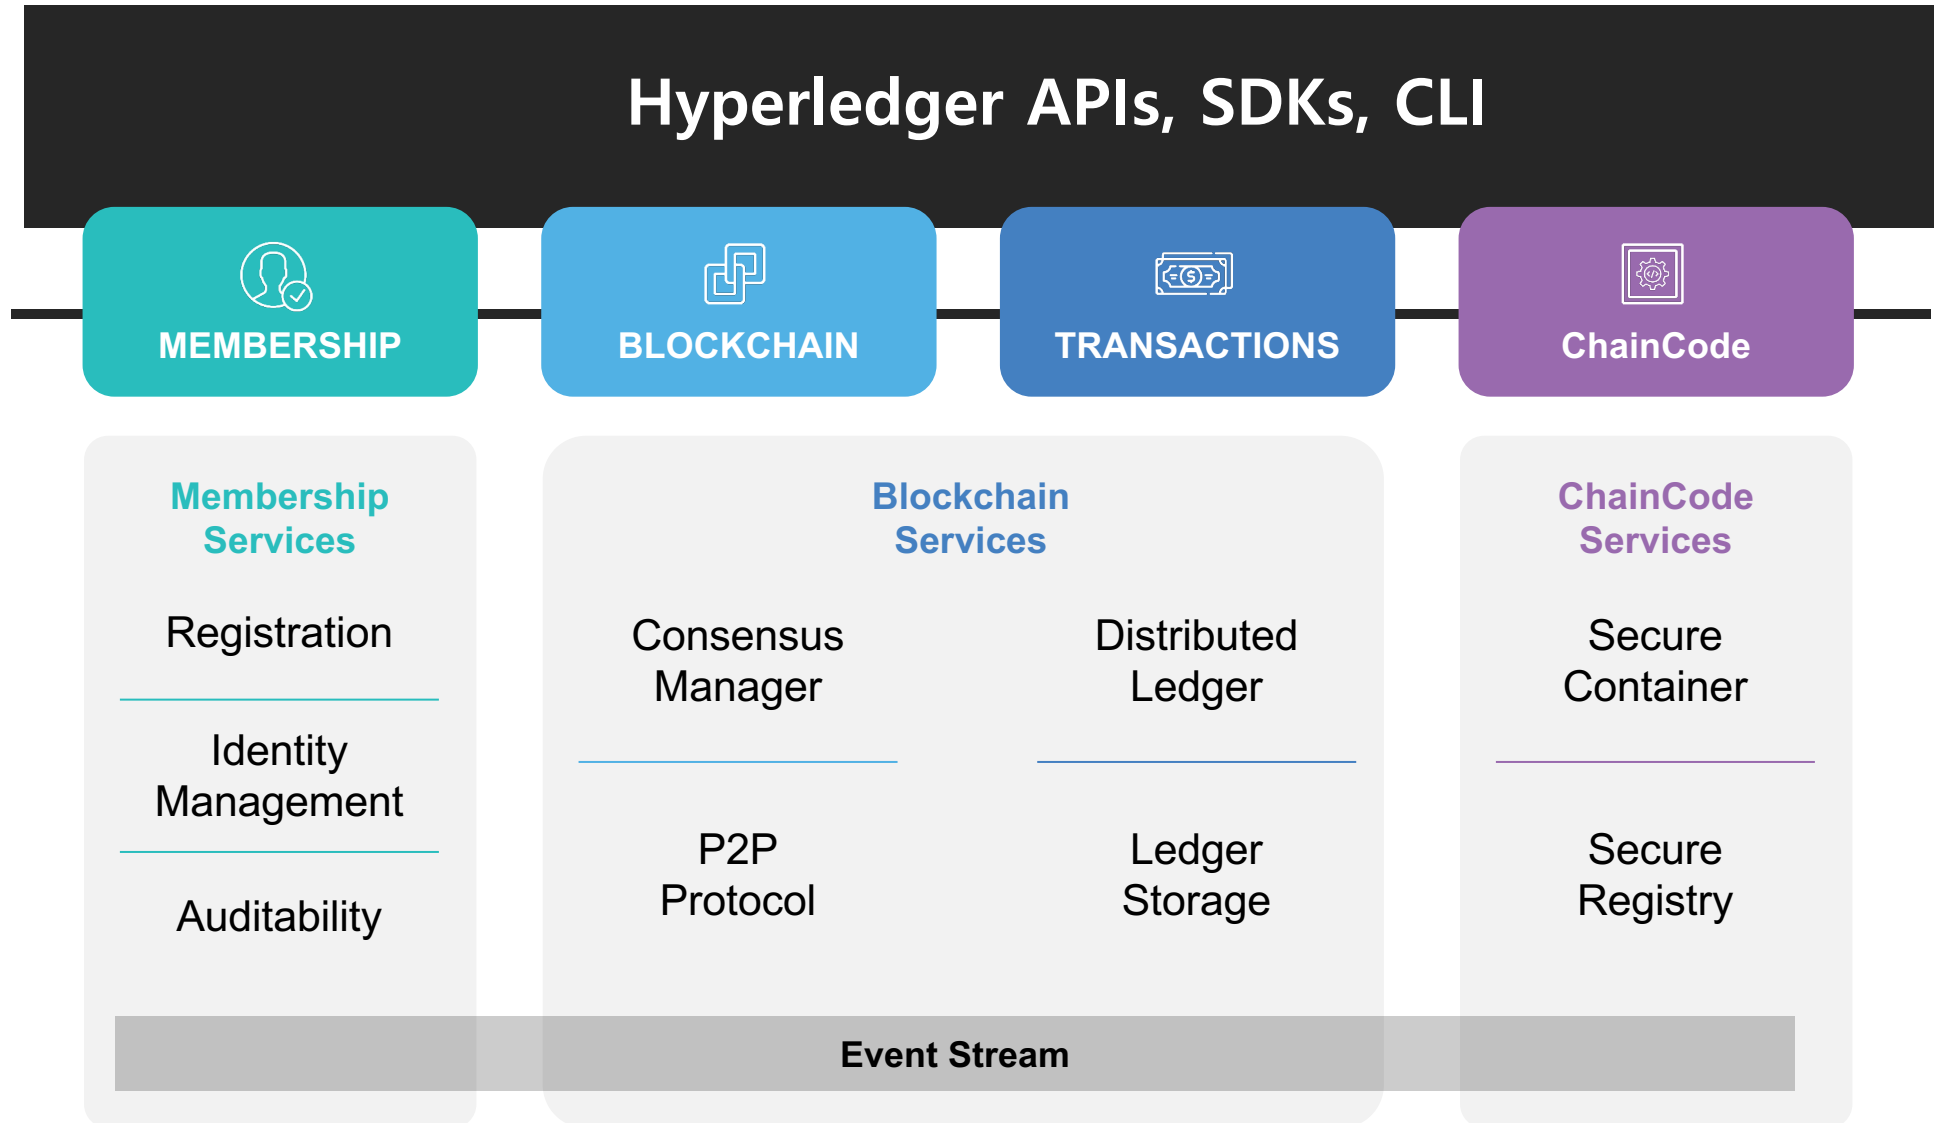 Hyperledger APIs, SDKs, CLI
MEMBERSHIP
BLOCKCHAIN
TRANSACTIONS
ChainCode
Membership
Services
Registration
Identity
Management
Auditability
Blockchain
Services
Consensus
Manager
Distributed
Ledger
P2P
Protocol
Ledger
Storage
ChainCode
Services
Secure
Container
Secure
Registry
Event Stream